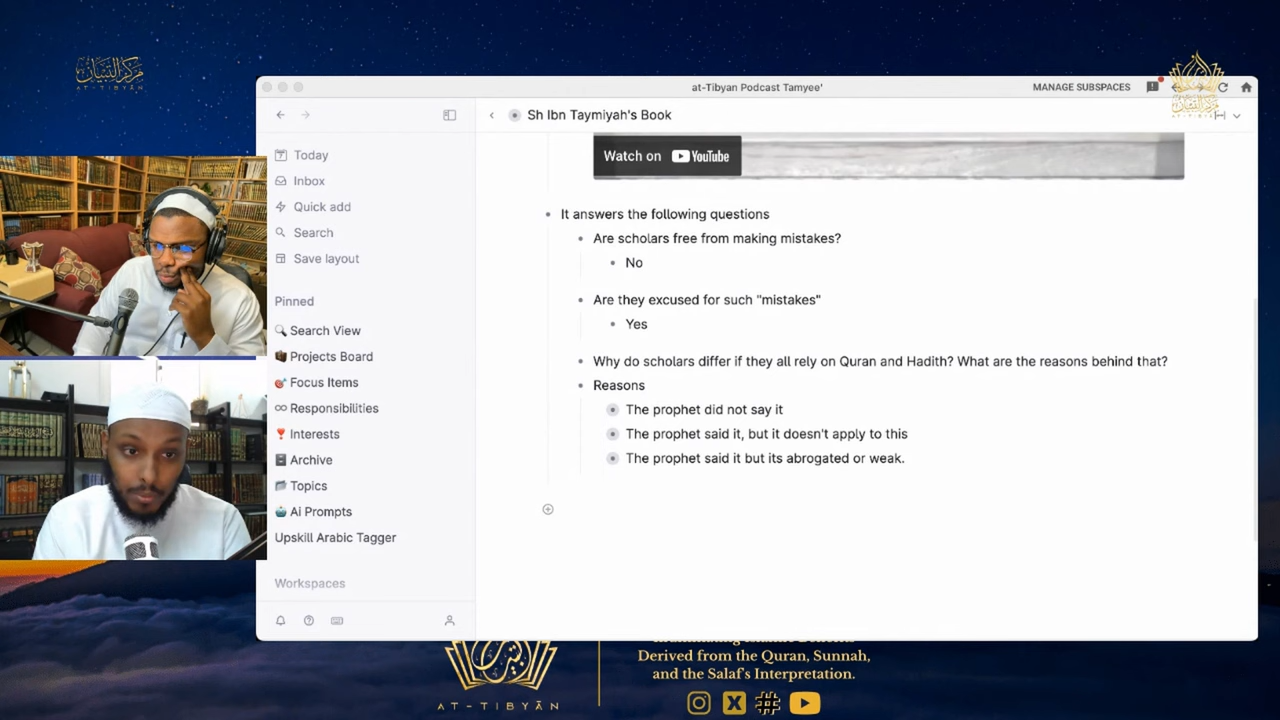 مركز التبيان
AT-TIBYĀN
at-Tibyan Podcast Tamyee'
MANAGE SUBSPACES
Sh Ibn Taymiyah's Book
Today
Inbox
Quick add
Search
Save layout
Pinned
Search View
Projects Board
Focus Items
Responsibilities
Interests
Archive
Topics
Ai Prompts
Upskill Arabic Tagger
Workspaces
Watch on YouTube
It answers the following questions
Are scholars free from making mistakes?
No
Are they excused for such "mistakes"
Yes
Why do scholars differ if they all rely on Quran and Hadith? What are the reasons behind that?
Reasons
The prophet did not say it
The prophet said it, but it doesn't apply to this
The prophet said it but its abrogated or weak.
AT-TIBYĀN
Derived from the Quran, Sunnah,
and the Salaf's Interpretation.